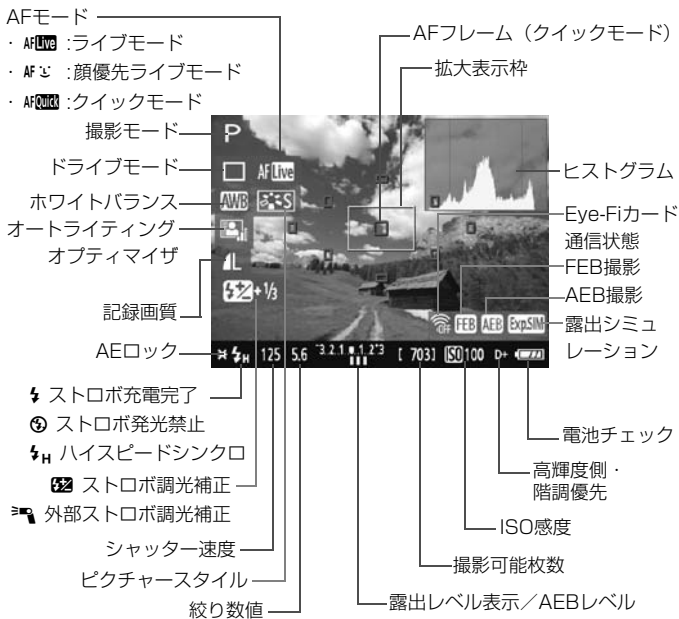 AFモード
・ AF Live :ライブモード
・ AF :顔優先ライブモード
・ AF Quick :クイックモード
撮影モード
ドライブモード
ホワイトバランス
オートライティング
オプティマイザ
記録画質
AEロック
ストロボ充電完了
ストロボ発光禁止
H ハイスピードシンクロ
ストロボ調光補正
外部ストロボ調光補正
シャッター速度
ピクチャースタイル
絞り数値
AFフレーム（クイックモード）
拡大表示枠
ヒストグラム
Eye-Fiカード
通信状態
FEB撮影
AEB撮影
露出シミュ
レーション
電池チェック
高輝度側・
階調優先
ISO感度
撮影可能枚数
露出レベル表示／AEBレベル
P
AF Live
AWB S
L
+1/3
OFF FEB AEB Exp.SIM
H 125 5.6 -3.2.1.1.2+3 [ 703] ISO 100 D+